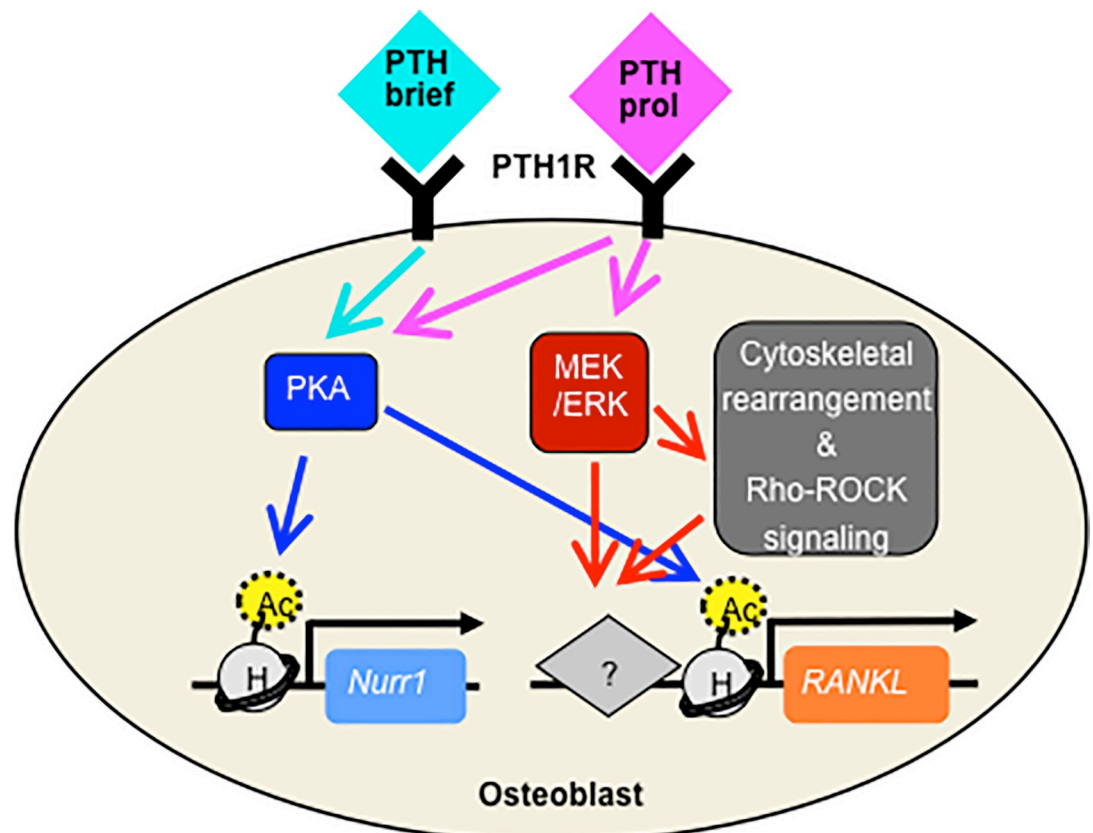 PTH
brief
PTH
prol
PTH1R
PKA
MEK
/ERK
Cytoskeletal
rearrangement
&
Rho-ROCK
signaling
Ac
H
Nurr1
?
Ac
H
RANKL
Osteoblast